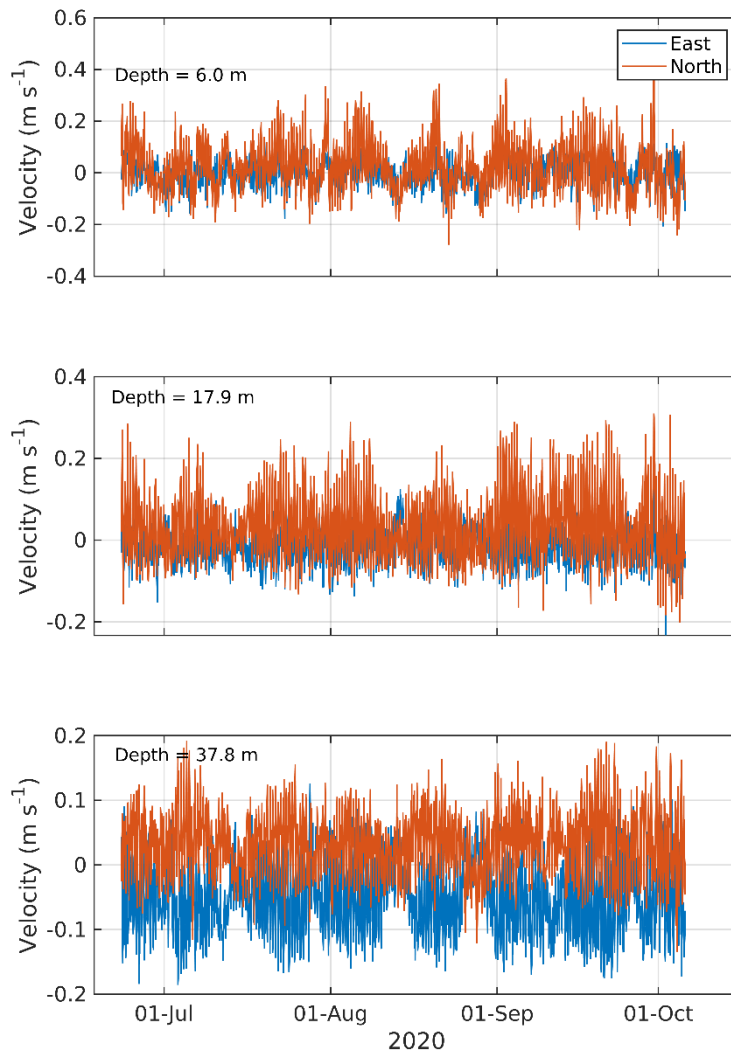 0.6
0.4
0.2
0
-0.2
-0.4
Velocity (m s-1)
Depth = 6.0 m
East
North
0.4
0.2
0
-0.2
Velocity (m s-1)
Depth = 17.9 m
0.2
0.1
0
-0.1
-0.2
Velocity (m s-1)
Depth = 37.8 m
01-Jul 01-Aug 01-Sep 01-Oct
2020